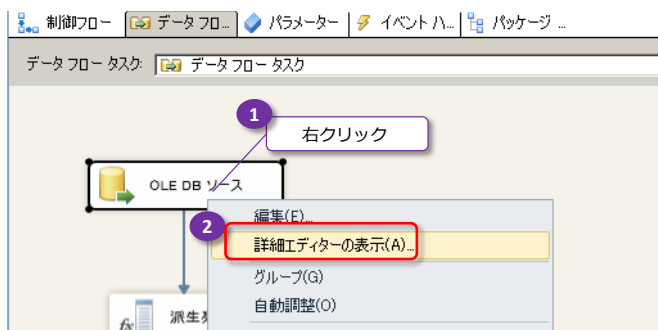 制御フロー データ フロ... パラメーター イベント ハ... パッケージ ...
データ フロー タスク: データ フロー タスク
1
右クリック
OLE DB ソース
編集(E)...
2
詳細エディターの表示(A)...
グループ(G)
自動調整(O)
fx 派生